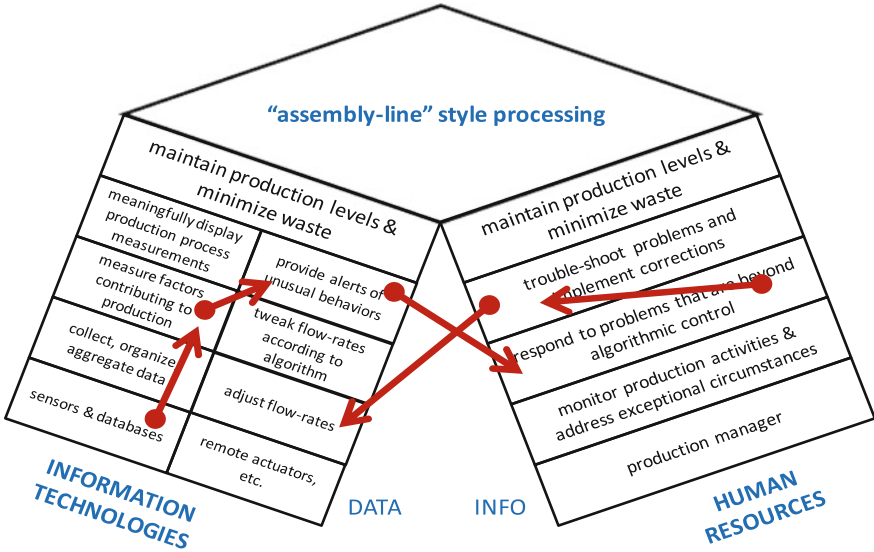 “assembly-line” style processing
maintain production levels &
minimize waste
meaningfully display
production process
measurements
measure factors
contributing to
production
collect, organize
aggregate data
sensors & databases
provide alerts of
unusual behaviors
tweak flow-rates
according to
algorithm
adjust flow-rates
remote actuators,
etc.
maintain production levels &
minimize waste
trouble-shoot problems and
implement corrections
respond to problems that are beyond
algorithmic control
monitor production activities &
address exceptional circumstances
production manager
INFORMATION
TECHNOLOGIES
DATA
INFO
HUMAN
RESOURCES